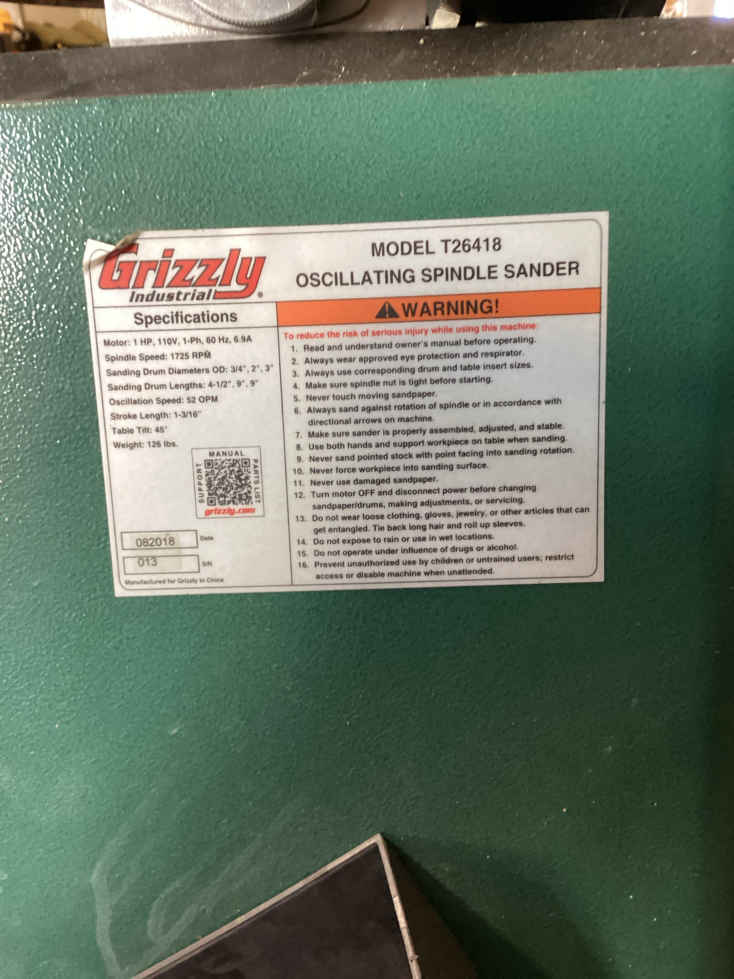 Grizzly
Industrial®
MODEL T26418
OSCILLATING SPINDLE SANDER
Specifications
Motor: 1 HP, 110V, 1-Ph, 60 Hz, 6.9A
Spindle Speed: 1725 RPM
Sanding Drum Diameters OD: 3/4", 2", 3"
Sanding Drum Lengths: 4-1/2", 9", 9"
Oscillation Speed: 52 OPM
Stroke Length: 1-3/16"
Table Tilt: 45°
Weight: 126 lbs.
MANUAL
SUPPORT
PARTS LIST
grizzly.com
082018 Date
013 S/N
Manufactured for Grizzly in China
WARNING!
To reduce the risk of serious injury while using this machine:
1. Read and understand owner's manual before operating.
2. Always wear approved eye protection and respirator.
3. Always use corresponding drum and table insert sizes.
4. Make sure spindle nut is tight before starting.
5. Never touch moving sandpaper.
6. Always sand against rotation of spindle or in accordance with
directional arrows on machine.
7. Make sure sander is properly assembled, adjusted, and stable.
8. Use both hands and support workpiece on table when sanding.
9. Never sand pointed stock with point facing into sanding rotation.
10. Never force workpiece into sanding surface.
11. Never use damaged sandpaper.
12. Turn motor OFF and disconnect power before changing
sandpaper/drums, making adjustments, or servicing.
13. Do not wear loose clothing, gloves, jewelry, or other articles that can
get entangled. Tie back long hair and roll up sleeves.
14. Do not expose to rain or use in wet locations.
15. Do not operate under influence of drugs or alcohol.
16. Prevent unauthorized use by children or untrained users; restrict
access or disable machine when unattended.